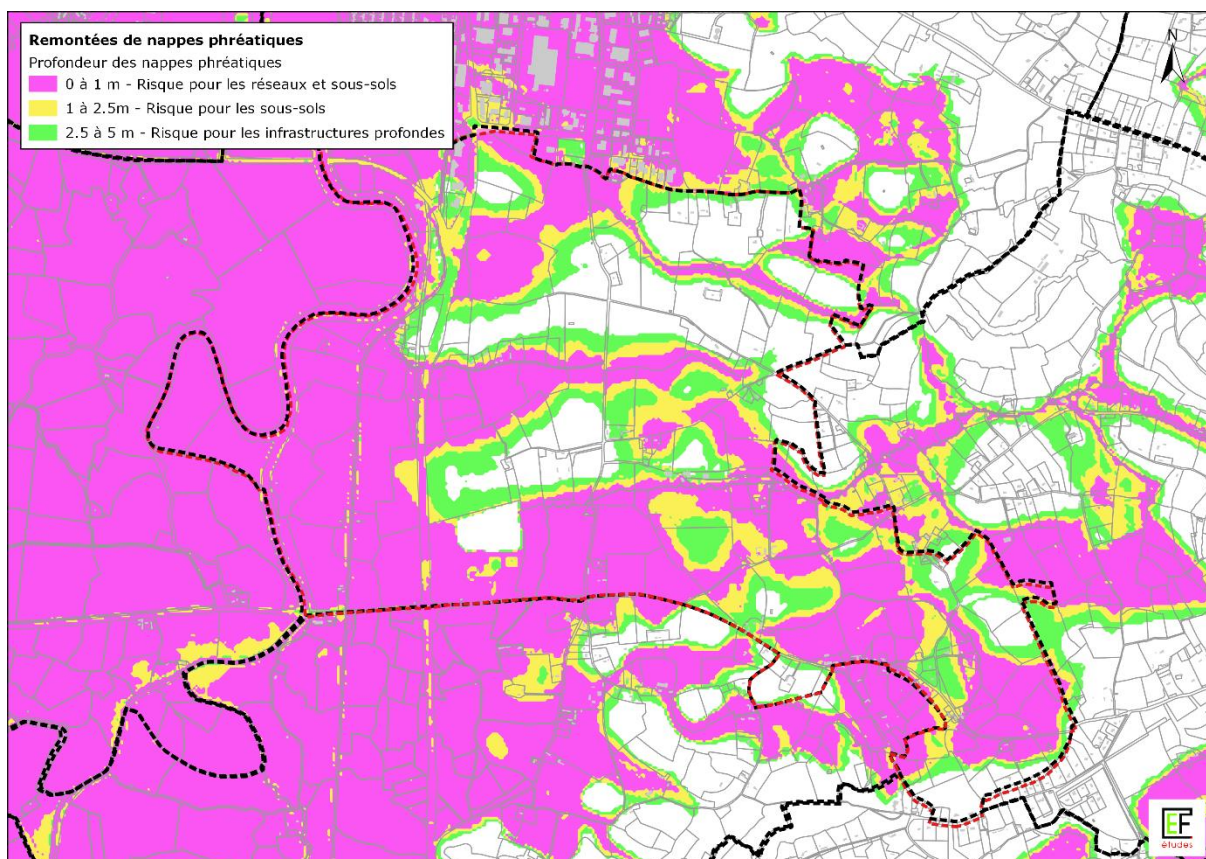 Remontées de nappes phréatiques
Profondeur des nappes phréatiques
0 à 1 m - Risque pour les réseaux et sous-sols
1 à 2.5m - Risque pour les sous-sols
2.5 à 5 m - Risque pour les infrastructures profondes
N
EF
études